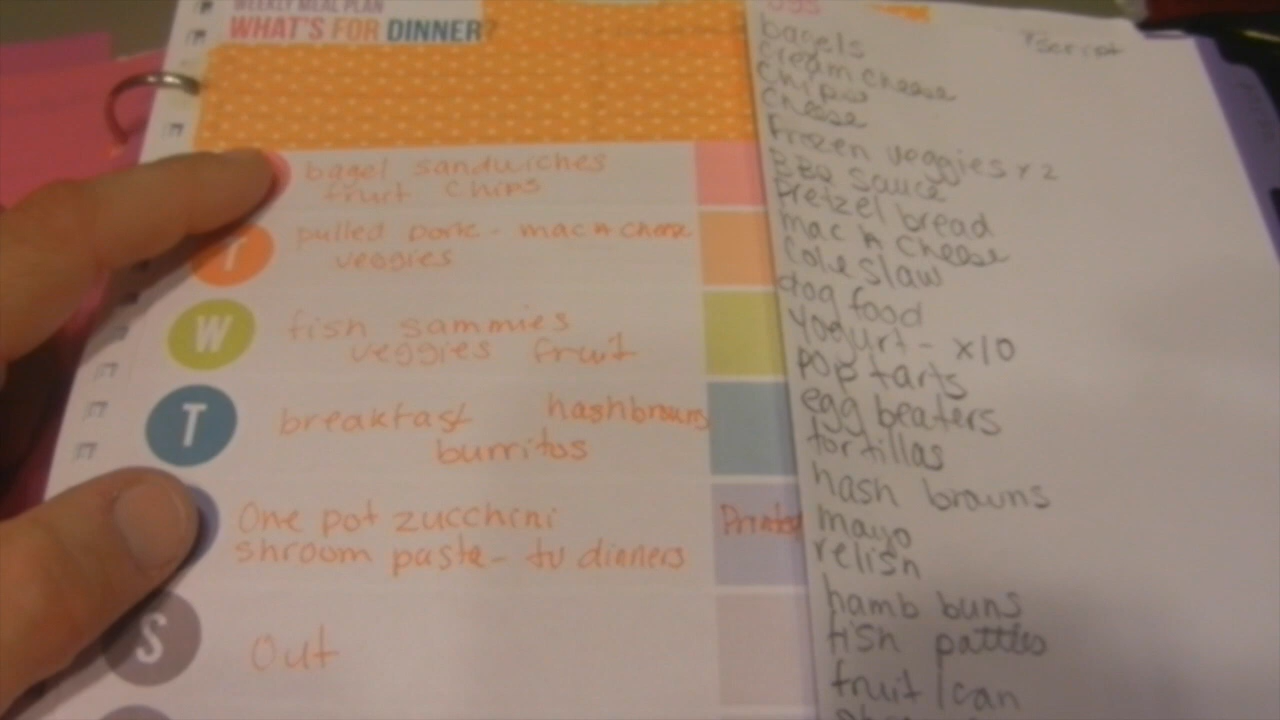 WEEKLY MEAL PLAN
WHAT'S FOR DINNER?
bagel sandwiches
fruit chips
T
pulled pork - mac n cheese
veggies
W
fish sammies
veggies fruit
T
breakfast hashbrowns
burritos
One pot zucchini
shroom pasta - tv dinners
S
Out
bagels
cream cheese
chips
cheese
frozen veggies x 2
BBQ sauce
pretzel bread
mac n cheese
cole slaw
dog food
yogurt - x10
pop tarts
egg beaters
tortillas
hash browns
mayo
relish
hamb buns
fish patties
fruit / can